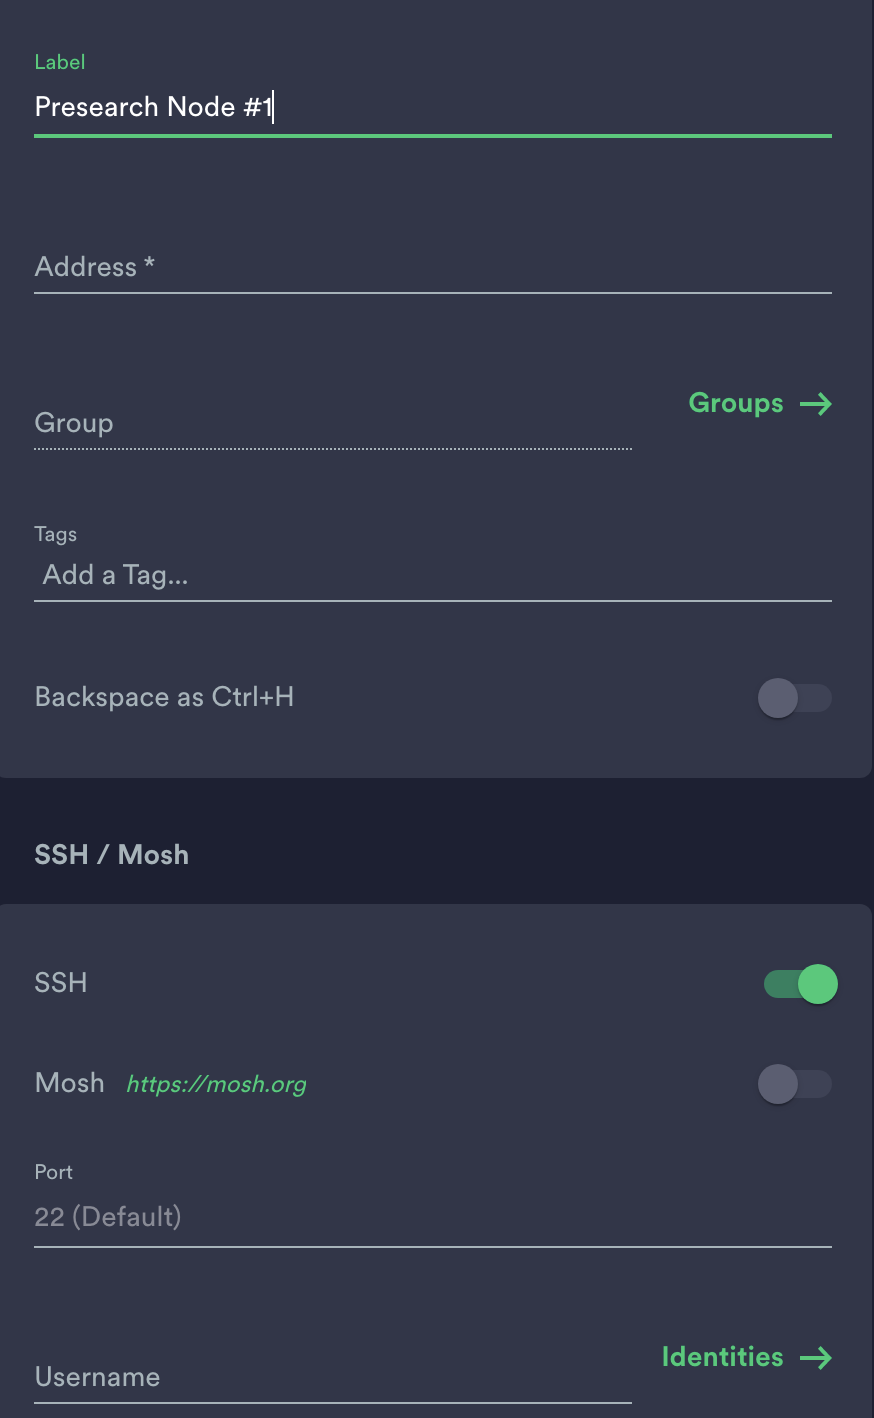 Label
Presearch Node #1
Address *
Groups
Group
Tags
Add a Tag...
Backspace as Ctrl+H
SSH / Mosh
SSH
Mosh https://mosh.org
Port
22 (Default)
Identities
Username